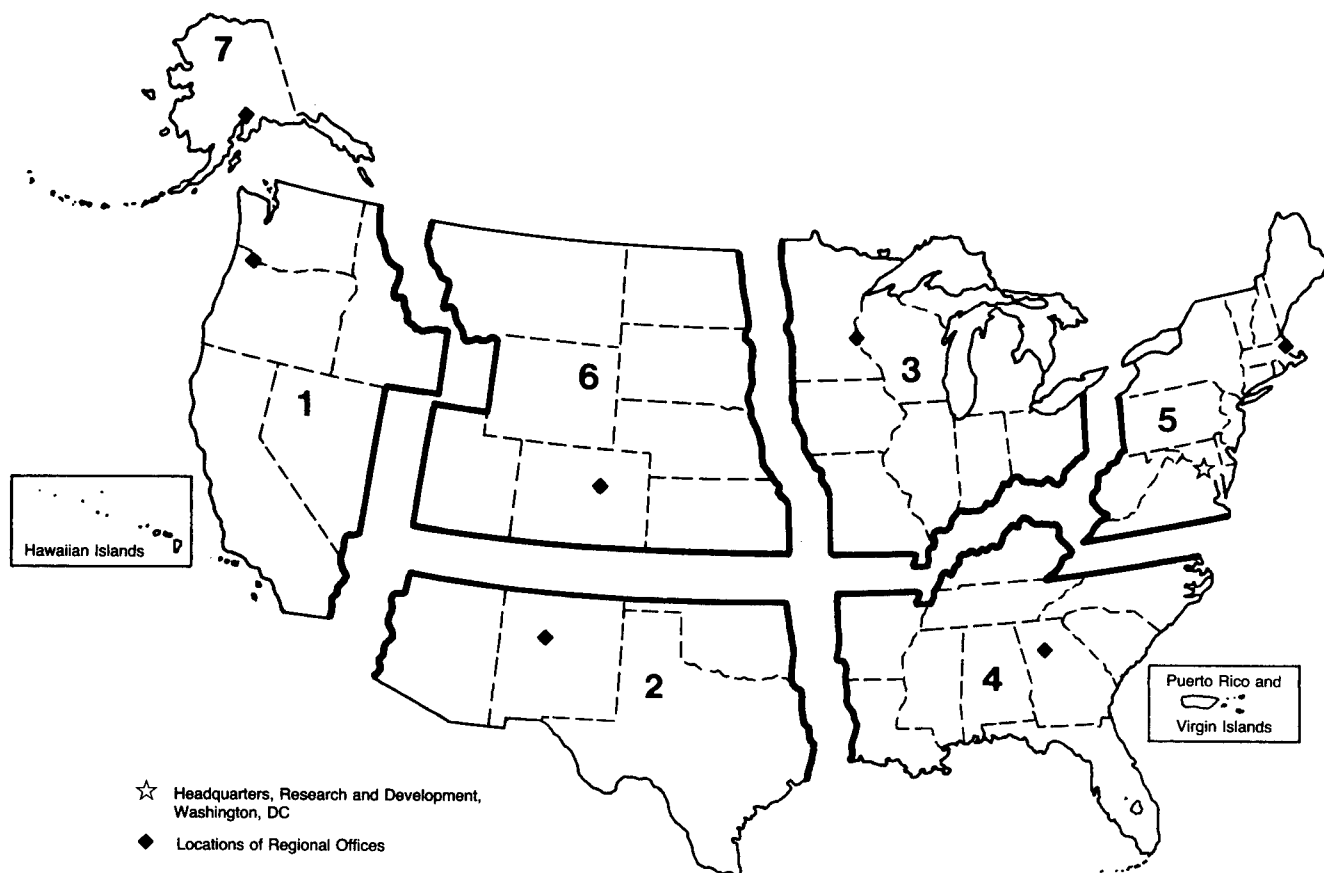 7
6
3
1
5
Hawaiian Islands
2
4
Puerto Rico and
Virgin Islands
Headquarters, Research and Development,
Washington, DC
Locations of Regional Offices